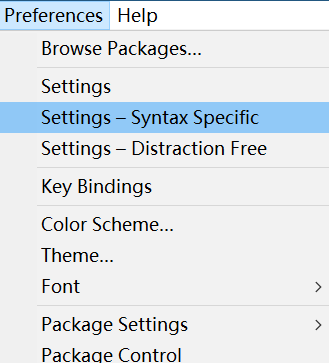 Preferences Help
Browse Packages...
Settings
Settings – Syntax Specific
Settings – Distraction Free
Key Bindings
Color Scheme...
Theme...
Font
Package Settings
Package Control